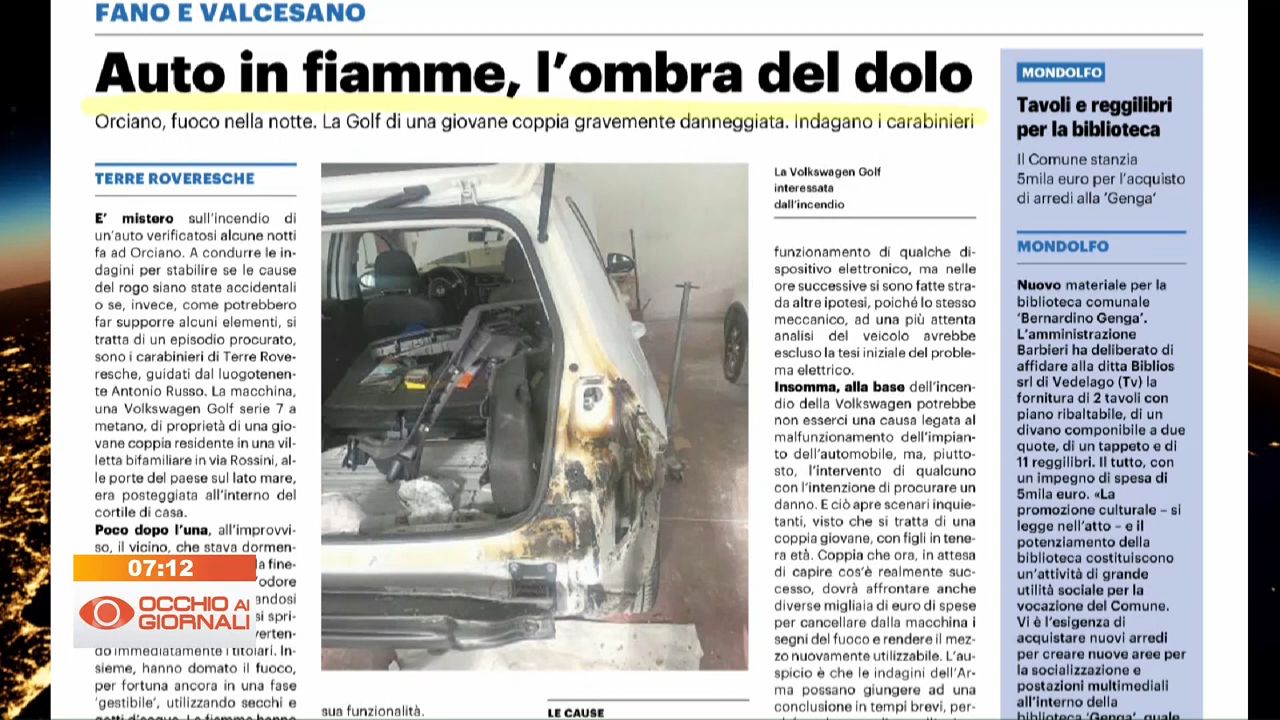 FANO E VALCESANO
Auto in fiamme, l'ombra del dolo
Orciano, fuoco nella notte. La Golf di una giovane coppia gravemente danneggiata. Indagano i carabinieri
TERRE ROVERESCHE
E' mistero sull'incendio di
un'auto verificatosi alcune notti
fa ad Orciano. A condurre le in-
dagini per stabilire se le cause
del rogo siano state accidentali
o se, invece, come potrebbero
far supporre alcuni elementi, si
tratta di un episodio procurato,
sono i carabinieri di Terre Rove-
resche, guidati dal luogotenen-
te Antonio Russo. La macchina,
una Volkswagen Golf serie 7 a
metano, di proprietà di una gio-
vane coppia residente in una vil-
letta bifamiliare in via Rossini, al-
le porte del paese sul lato mare,
era posteggiata all'interno del
cortile di casa.
Poco dopo l'una, all'improvvi-
so, il vicino, che stava dormen-
la fine-
l'odore
andosi
si spri-
verten-
do immediatamente i titolari. In-
sieme, hanno domato il fuoco,
per fortuna ancora in una fase
'gestibile', utilizzando secchi e
getti d'acqua. Le fiamme hanno
07:12
OCCHIO AI
GIORNALI
sua funzionalità.
LE CAUSE
La Volkswagen Golf
interessata
dall'incendio
funzionamento di qualche di-
spositivo elettronico, ma nelle
ore successive si sono fatte stra-
da altre ipotesi, poiché lo stesso
meccanico, ad una più attenta
analisi del veicolo avrebbe
escluso la tesi iniziale del proble-
ma elettrico.
Insomma, alla base dell'incen-
dio della Volkswagen potrebbe
non esserci una causa legata al
malfunzionamento dell'impian-
to dell'automobile, ma, piutto-
sto, l'intervento di qualcuno
con l'intenzione di procurare un
danno. E ciò apre scenari inquie-
tanti, visto che si tratta di una
coppia giovane, con figli in tene-
ra età. Coppia che ora, in attesa
di capire cos'è realmente suc-
cesso, dovrà affrontare anche
diverse migliaia di euro di spese
per cancellare dalla macchina i
segni del fuoco e rendere il mez-
zo nuovamente utilizzabile. L'au-
spicio è che le indagini dell'Ar-
ma possano giungere ad una
conclusione in tempi brevi, per-
MONDOLFO
Tavoli e reggilibri
per la biblioteca
Il Comune stanzia
5mila euro per l'acquisto
di arredi alla 'Genga'
MONDOLFO
Nuovo materiale per la
biblioteca comunale
'Bernardino Genga'.
L'amministrazione
Barbieri ha deliberato di
affidare alla ditta Biblios
srl di Vedelago (Tv) la
fornitura di 2 tavoli con
piano ribaltabile, di un
divano componibile a due
quote, di un tappeto e di
11 reggilibri. Il tutto, con
un impegno di spesa di
5mila euro. «La
promozione culturale – si
legge nell'atto – e il
potenziamento della
biblioteca costituiscono
un'attività di grande
utilità sociale per la
vocazione del Comune.
Vi è l'esigenza di
acquistare nuovi arredi
per creare nuove aree per
la socializzazione e
postazioni multimediali
all'interno della
biblioteca 'Genga', quale